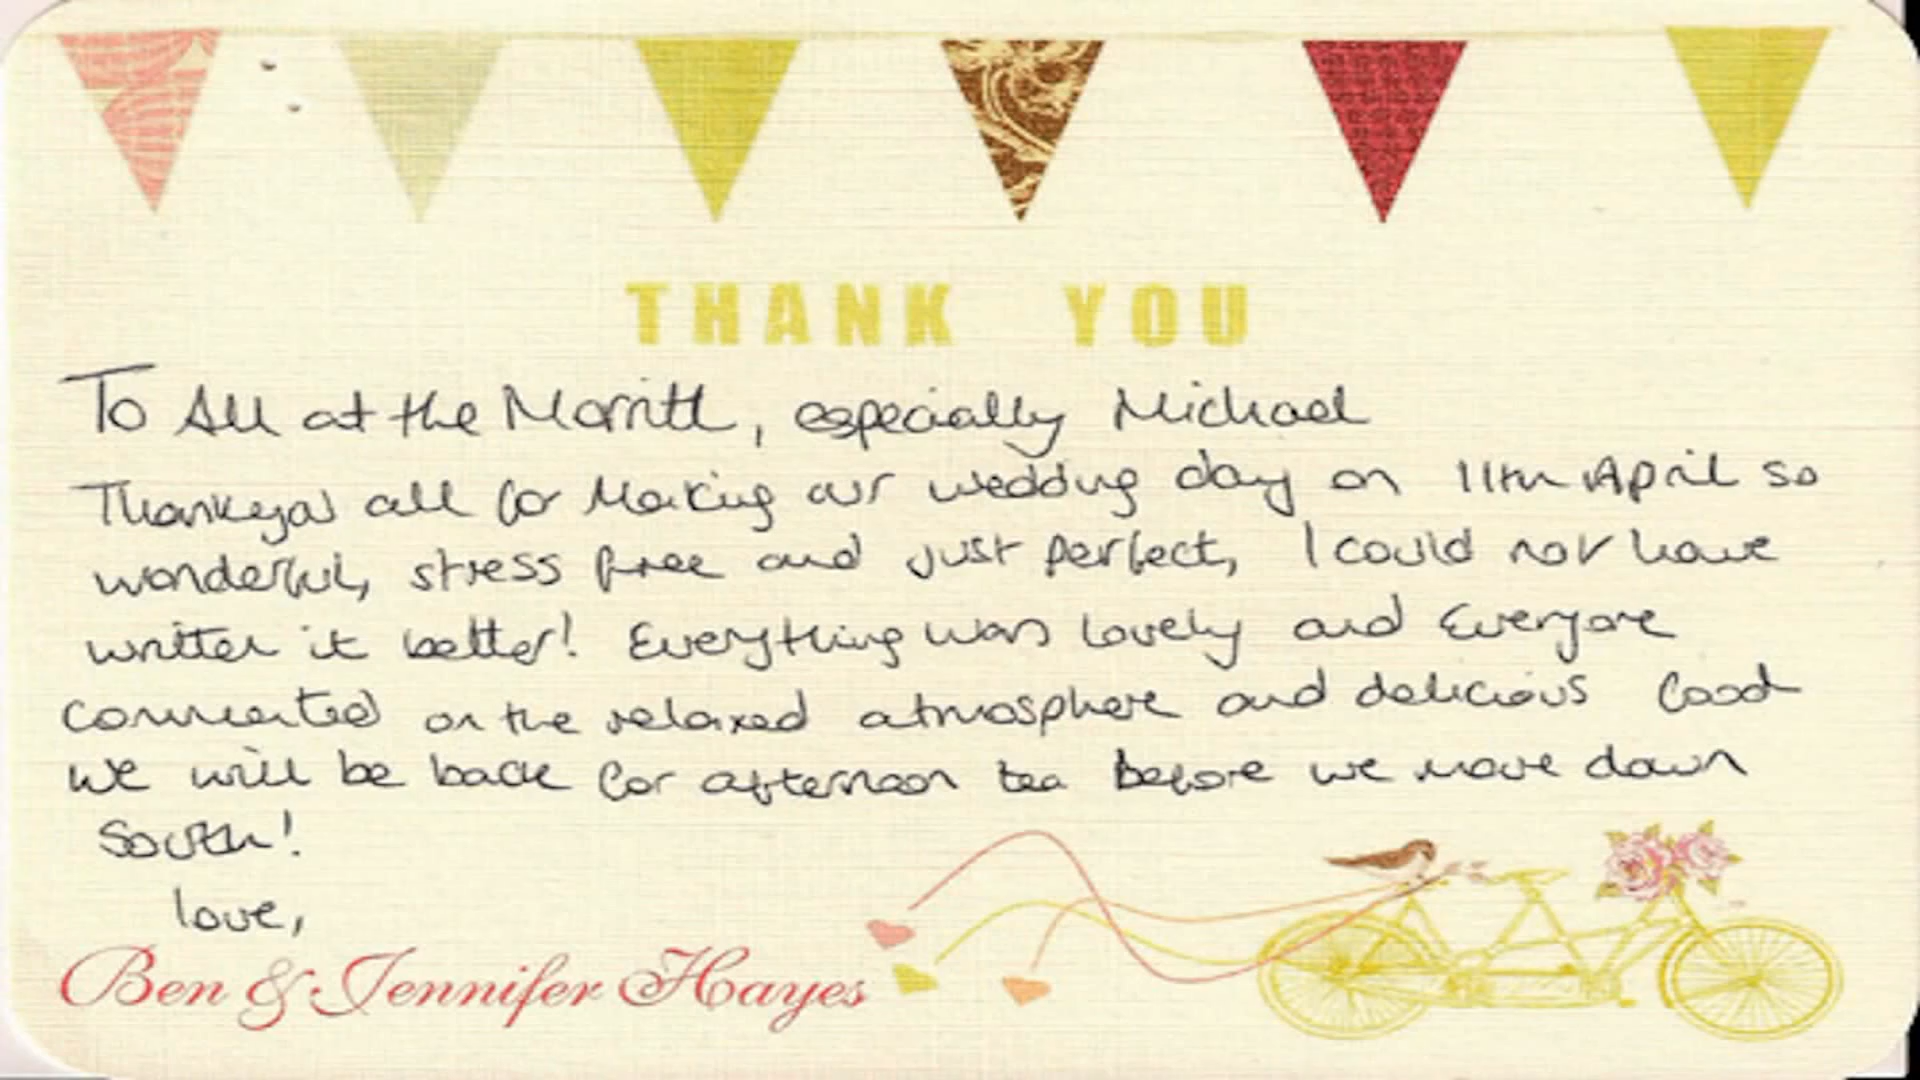 THANK YOU
To All at the Morritt, especially Michael
Thankyou all for Making our wedding day on 11th April so
wonderful, stress free and just perfect, I could not have
written it better! Everything was lovely and Everyone
commented on the relaxed atmosphere and delicious food
We will be back for afternoon tea before we move down
South!
love,
Ben & Jennifer Hayes